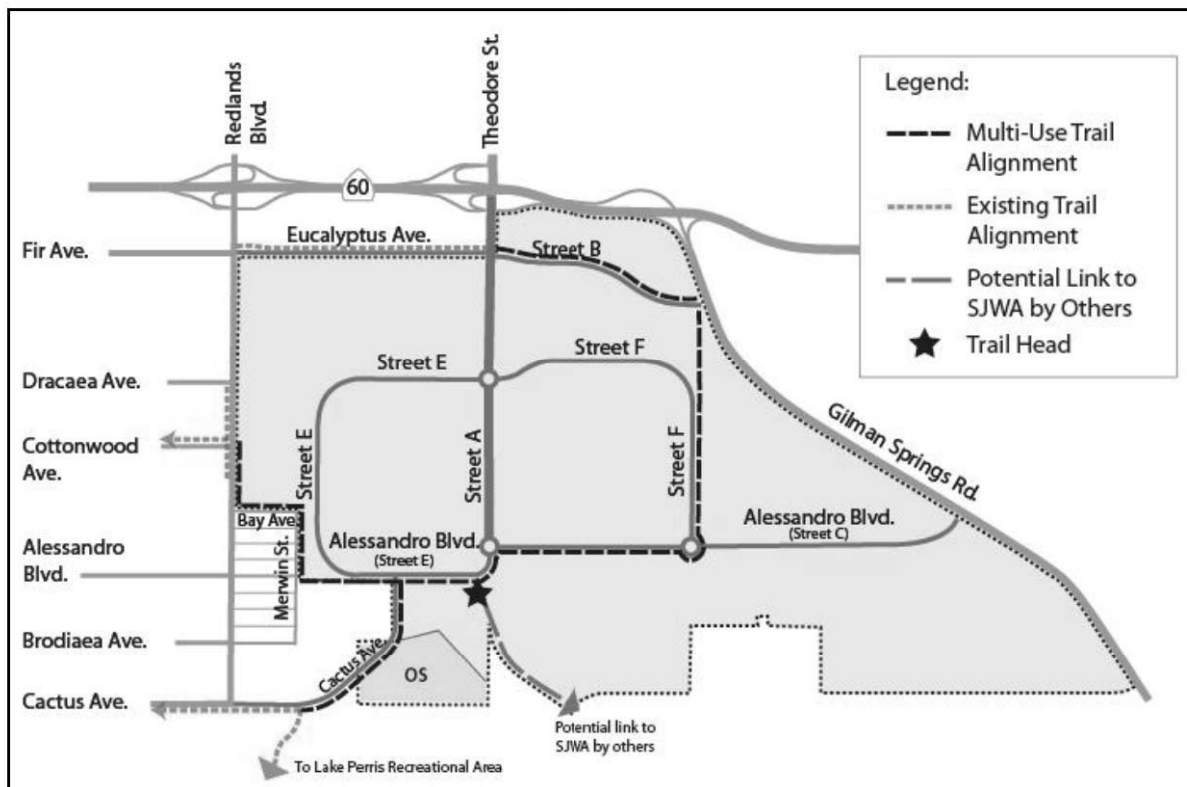 Redlands
Blvd.
Theodore St.
Legend:
Multi-Use Trail
Alignment
Existing Trail
Alignment
Potential Link to
SJWA by Others
Trail Head
60
Fir Ave.
Eucalyptus Ave.
Street B
Street E
Street F
Dracaea Ave.
Cottonwood
Ave.
Street E
Street A
Street F
Gilman Springs Rd.
Bay Ave.
Merwin St.
Alessandro
Blvd.
Alessandro Blvd.
(Street E)
Alessandro Blvd.
(Street C)
Brodiaea Ave.
Cactus Ave.
OS
Cactus Ave.
Potential link to
SJWA by others
To Lake Perris Recreational Area